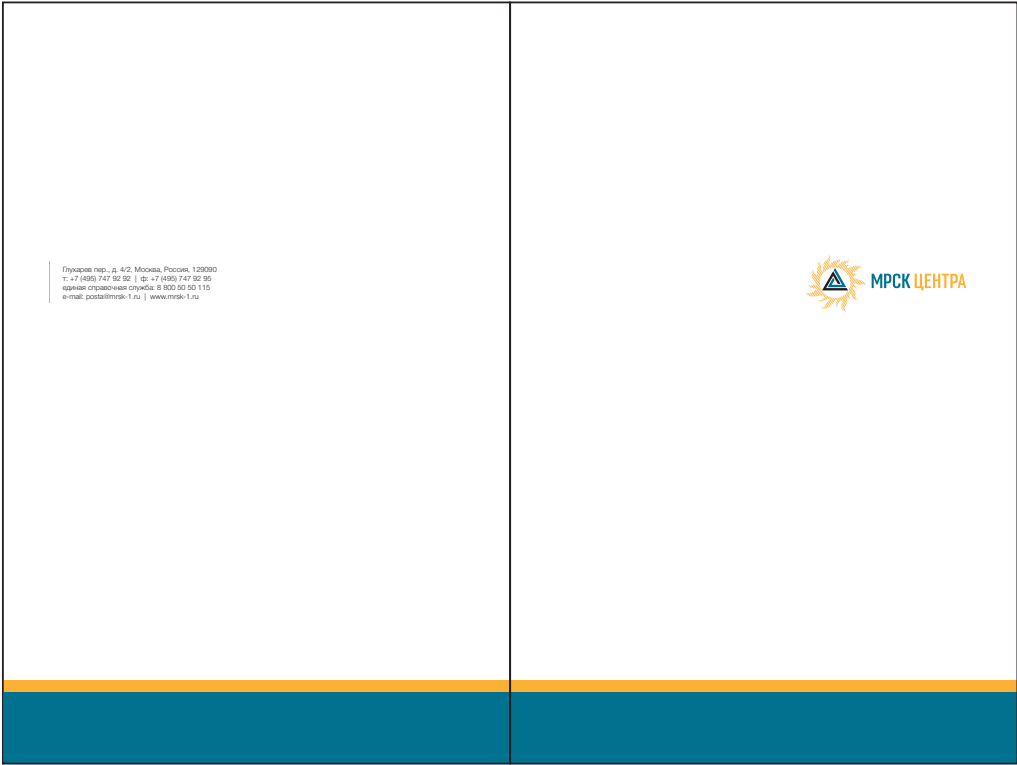 Глухарев пер., д. 4/2, Москва, Россия, 129090
т: +7 (495) 747 92 92 | ф: +7 (495) 747 92 95
единая справочная служба: 8 800 50 50 115
e-mail: posta@mrsk-1.ru | www.mrsk-1.ru
МРСК ЦЕНТРА